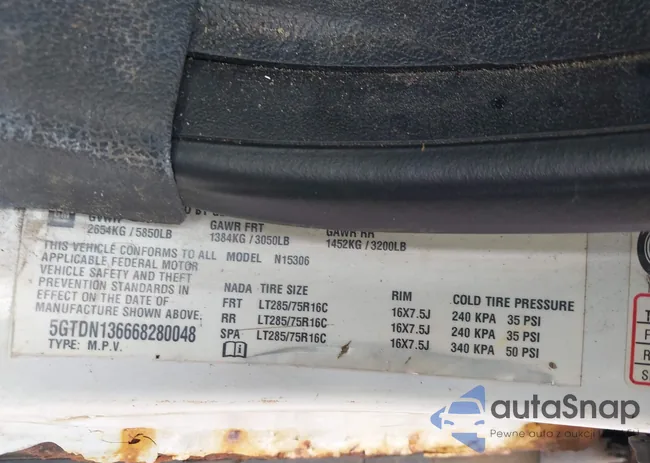 GVWR GAWR FRT GAWR RR
2654KG / 5850LB 1384KG / 3050LB 1452KG / 3200LB
THIS VEHICLE CONFORMS TO ALL MODEL N15306
APPLICABLE FEDERAL MOTOR
VEHICLE SAFETY AND THEFT
PREVENTION STANDARDS IN
EFFECT ON THE DATE OF
MANUFACTURE SHOWN ABOVE.
5GTDN136668280048
TYPE: M.P.V.
NADA TIRE SIZE RIM COLD TIRE PRESSURE
FRT LT285/75R16C 16X7.5J 240 KPA 35 PSI
RR LT285/75R16C 16X7.5J 240 KPA 35 PSI
SPA LT285/75R16C 16X7.5J 340 KPA 50 PSI
autaSnap